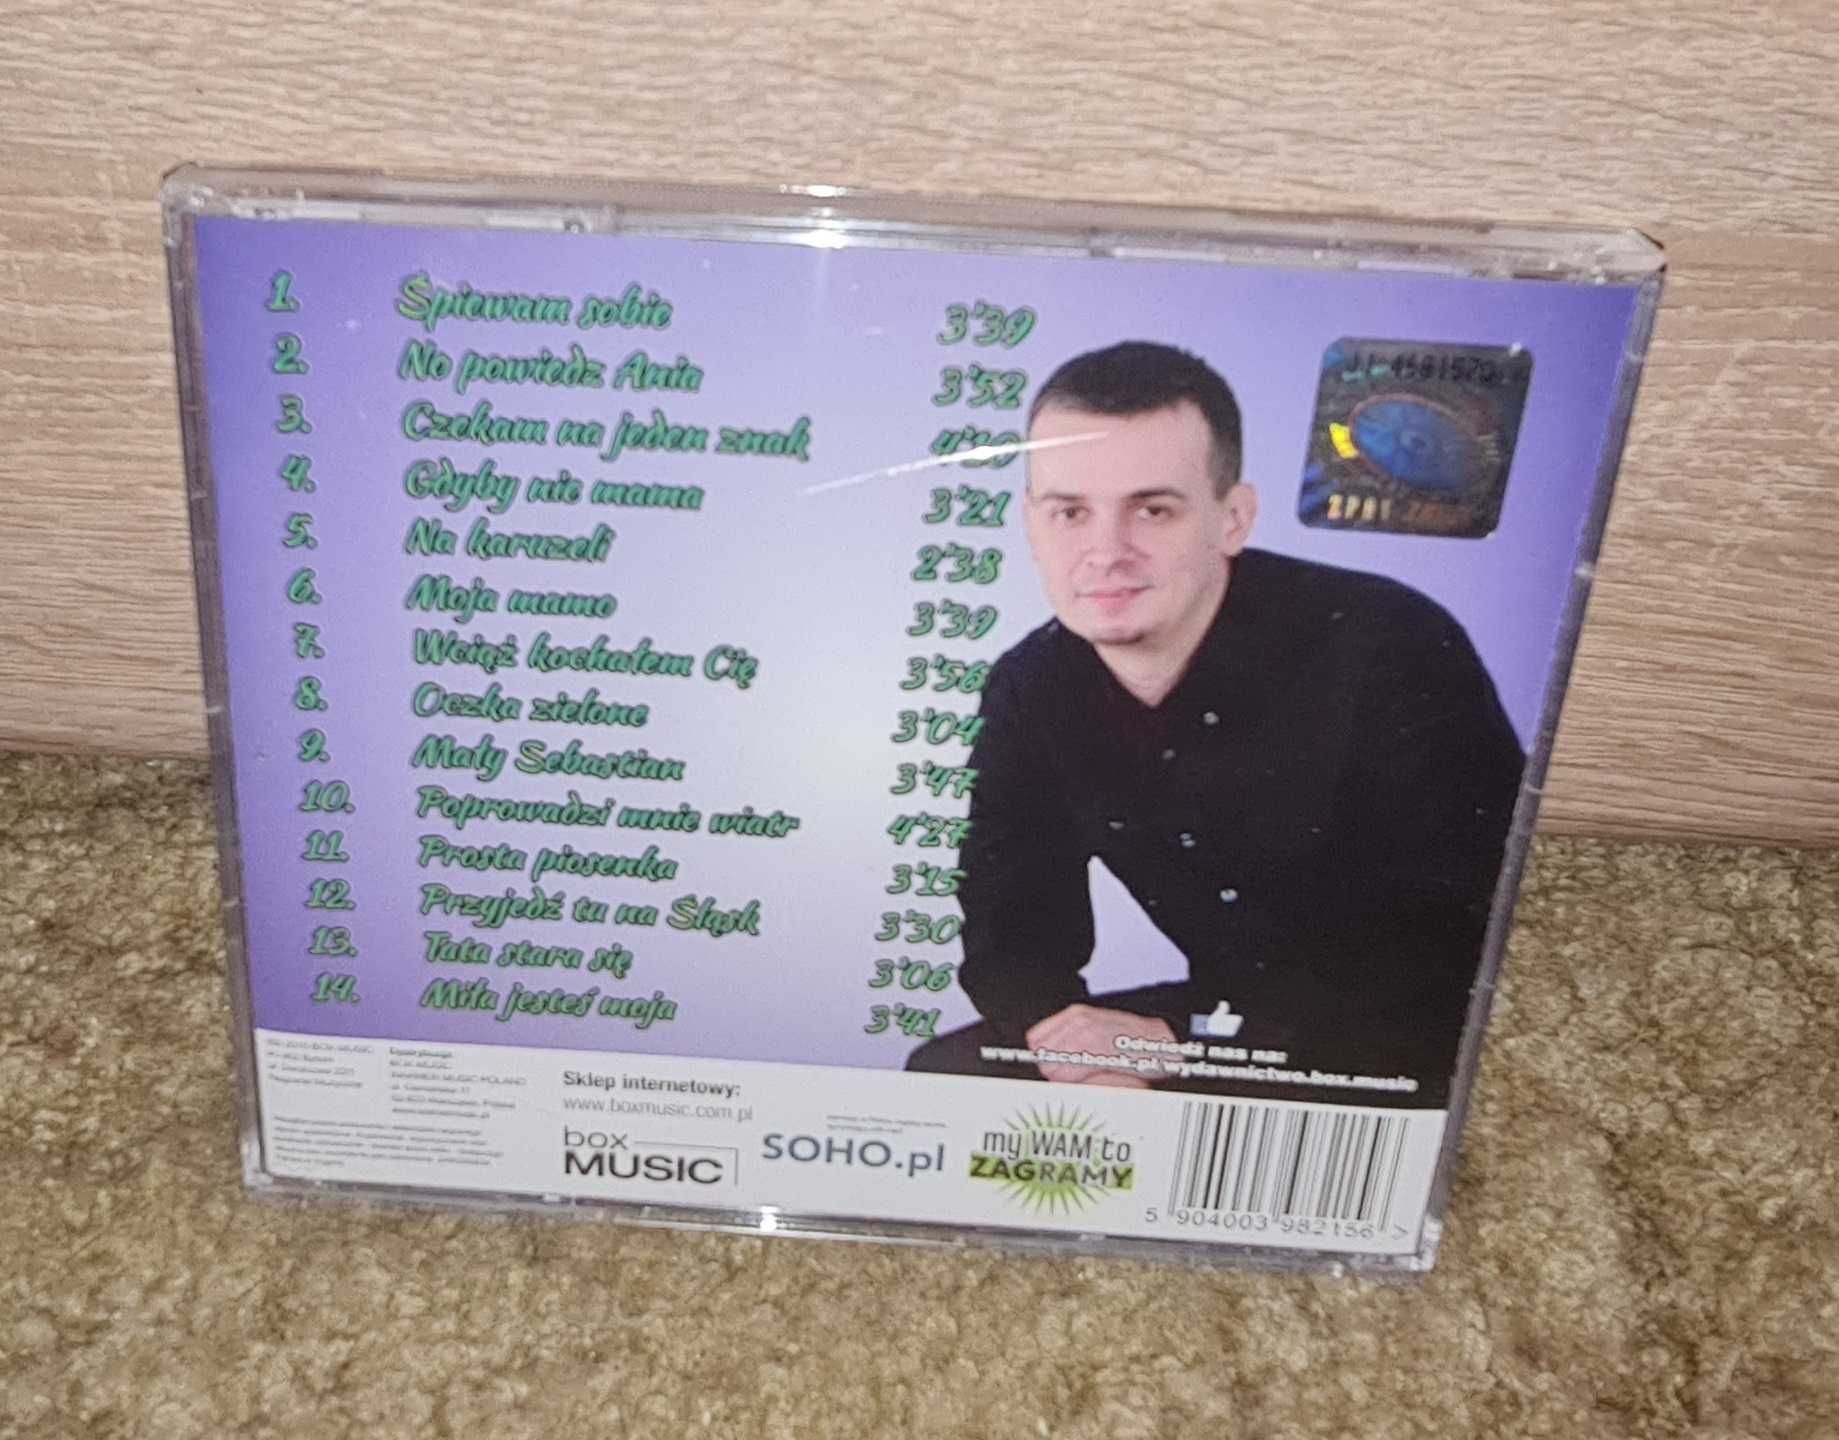 1. Śpiewam sobie 3'39
2. No powiedz Ania 3'52
3. Czekam na jeden znak 4'10
4. Gdyby nie mama 3'21
5. Na karuzeli 2'38
6. Moja mamo 3'39
7. Wciąż kochałem Cię 3'56
8. Oczka zielone 3'04
9. Mały Sebastian 3'47
10. Poprowadzi mnie wiatr 4'27
11. Prosta piosenka 3'15
12. Przyjedź tu na Śląsk 3'30
13. Tata stara się 3'06
14. Miła jesteś moja 3'41
Odwiedź nas na:
www.facebook.pl wydawnictwo.box.music
Sklep internetowy:
www.boxmusic.com.pl
box
MUSIC
SOHO.pl
my WAM to
ZAGRAMY
5 904003 982156 >